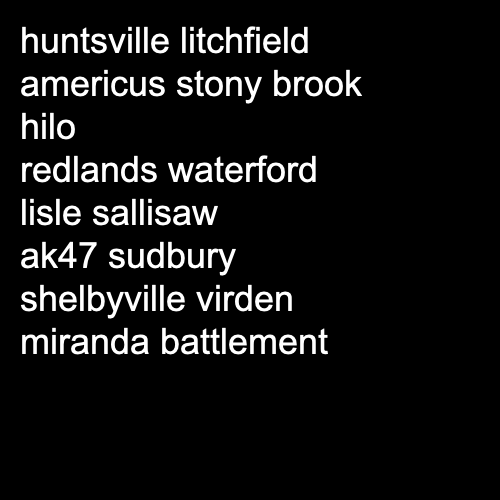 huntsville litchfield
americus stony brook
hilo
redlands waterford
lisle sallisaw
ak47 sudbury
shelbyville virden
miranda battlement